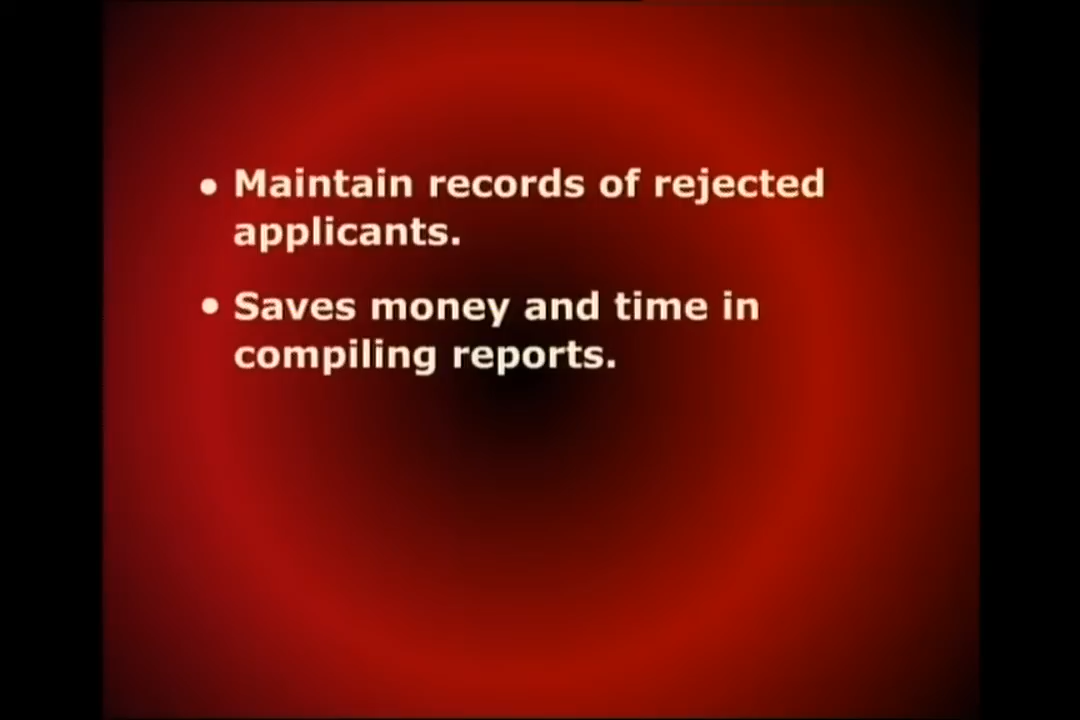 • Maintain records of rejected
applicants.
• Saves money and time in
compiling reports.